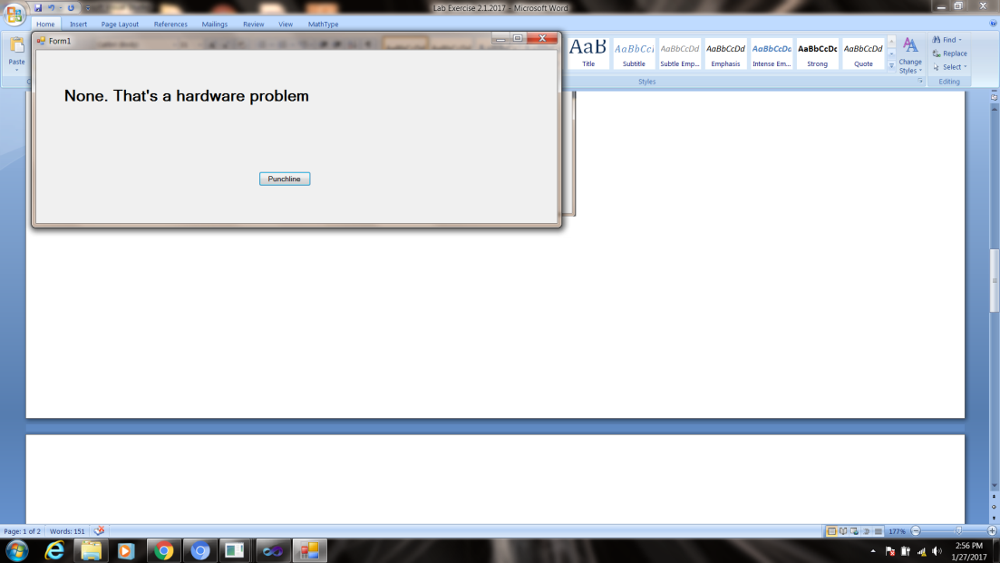 Lab Exercise 2.1.2017 - Microsoft Word
Home Insert Page Layout References Mailings Review View MathType
Form1
None. That's a hardware problem
Punchline
Paste
AaB AaBbCcl AaBbCcDd AaBbCcDd AaBbCcDc AaBbCcDc AaBbCcDd
Title Subtitle Subtle Emp... Emphasis Intense Em... Strong Quote
Change
Styles
Find
Replace
Select
Styles
Editing
Page: 1 of 2 Words: 151
177%
2:56 PM
1/27/2017